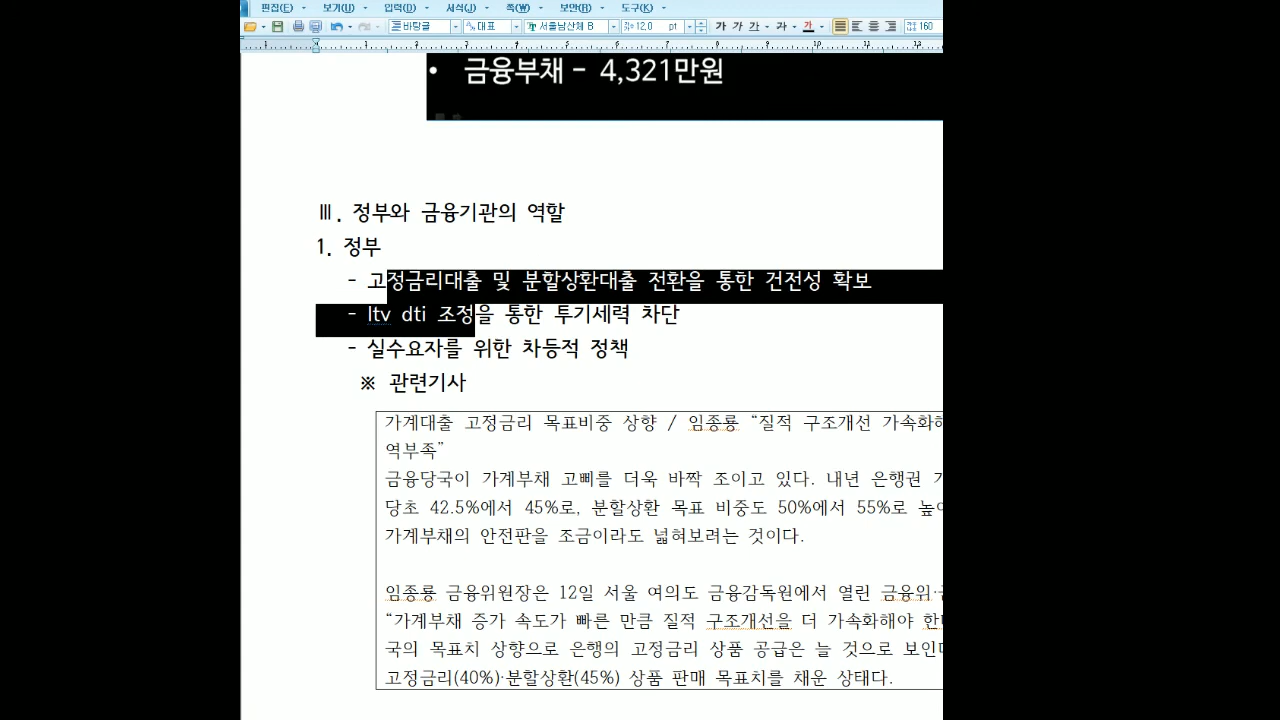 편집(E) 보기(U) 입력(D) 서식(J) 쪽(W) 보안(R) 도구(K)
바탕글 대표 서울남산체 B 12.0 pt 가 가 가 가 가 160
1 1 2 3 4 5 6 7 8 9 10 11 12
• 금융부채 - 4,321만원
Ⅲ. 정부와 금융기관의 역할
1. 정부
- 고정금리대출 및 분할상환대출 전환을 통한 건전성 확보
- ltv dti 조정을 통한 투기세력 차단
- 실수요자를 위한 차등적 정책
※ 관련기사
가계대출 고정금리 목표비중 상향 / 임종룡 “질적 구조개선 가속화해
역부족”
금융당국이 가계부채 고삐를 더욱 바짝 조이고 있다. 내년 은행권
당초 42.5%에서 45%로, 분할상환 목표 비중도 50%에서 55%로 높
가계부채의 안전판을 조금이라도 넓혀보려는 것이다.
임종룡 금융위원장은 12일 서울 여의도 금융감독원에서 열린 금융위·
“가계부채 증가 속도가 빠른 만큼 질적 구조개선을 더 가속화해야
국의 목표치 상향으로 은행의 고정금리 상품 공급은 늘 것으로 보인
고정금리(40%)·분할상환(45%) 상품 판매 목표치를 채운 상태다.